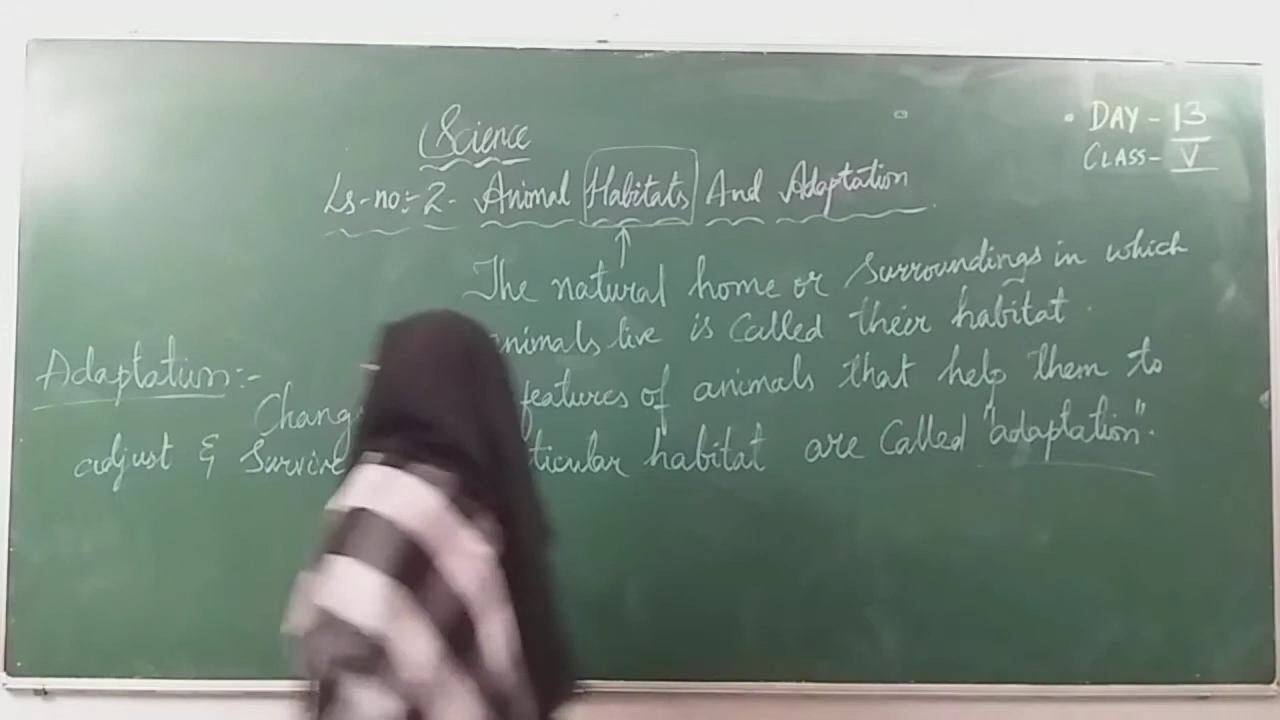 Science
DAY - 13
CLASS - V
Ls-no:- 2 - Animal Habitats And Adaptation
The natural home or surroundings in which
animals live is called their habitat.
Adaptation:-
features of animals that help them to
adjust & Survive habitat are called "adaptation".